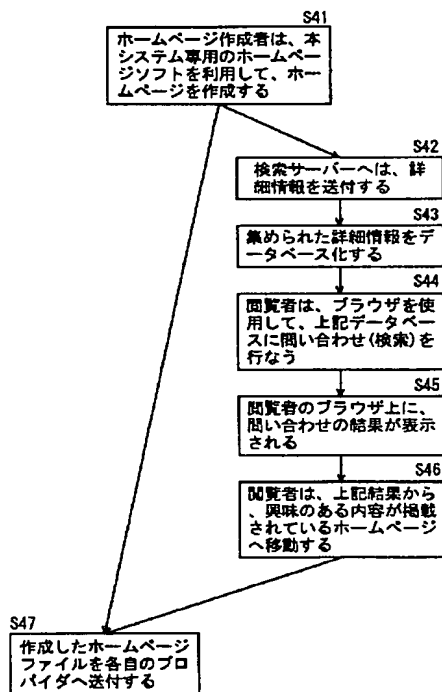 S41
ホームページ作成者は、本
システム専用のホームペー
ジソフトを利用して、ホー
ムページを作成する
S42
検索サーバーへは、詳
細情報を送付する
S43
集められた詳細情報をデ
ータベース化する
S44
閲覧者は、ブラウザを使
用して、上記データベー
スに問い合わせ(検索)を
行なう
S45
閲覧者のブラウザ上に、
問い合わせの結果が表示
される
S46
閲覧者は、上記結果から
、興味のある内容が掲載
されているホームページ
へ移動する
S47
作成したホームページ
ファイルを各自のプロ
バイダへ送付する